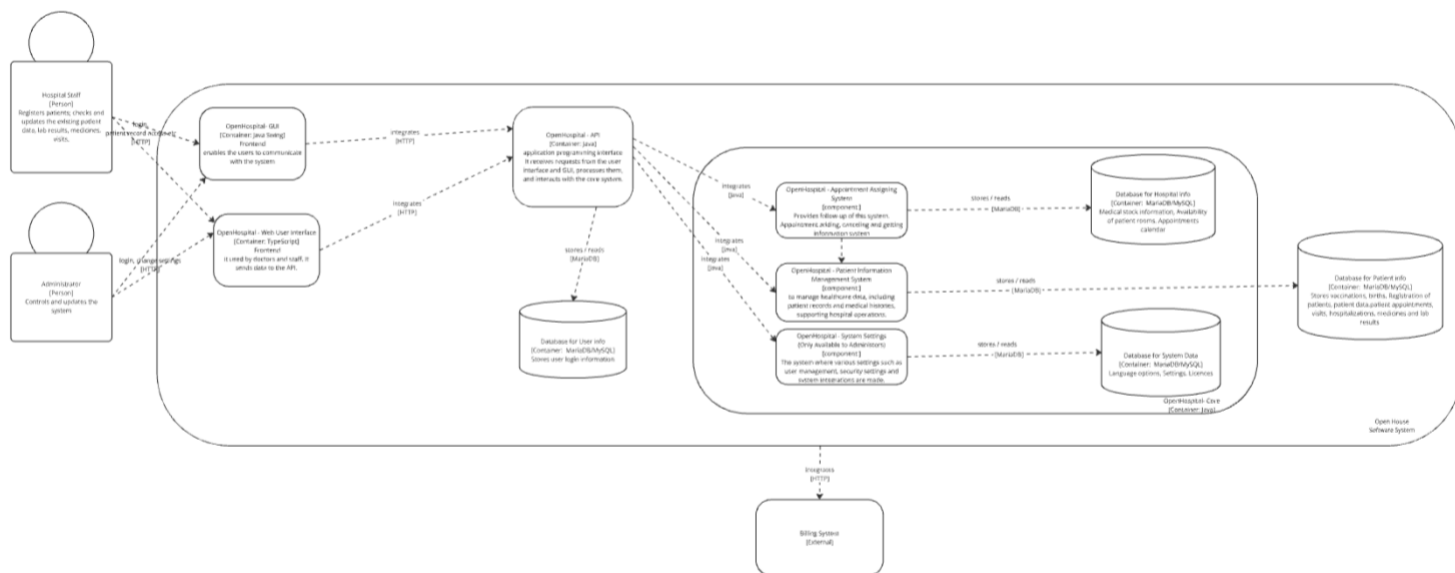 Hospital Staff
[Person]
Registers patients, checks and
updates the existing patient
data, lab results, medicines,
visits.
login,
patient record
[HTTP]
OpenHospital- GUI
[Container: Java Swing]
Frontend
enables the users to communicate
with the system
Integrates
[HTTP]
OpenHospital - API
[Container: Java]
application programming interface
It receives requests from the user
interface and GUI, processes them,
and interacts with the core system.
Integrates
[Java]
OpenHospital - Appointment Assigning
System
[component]
Provides follow up of this system.
Appointment adding, canceling and getting
information system
stores / reads
[MariaDB]
Database for Hospital Info
[Container: MariaDB/MySQL]
Medical stock information, Availability
of patient rooms, Appointments
calendar
Administrator
[Person]
Controls and updates the
system
login, change settings
[HTTP]
OpenHospital - Web User Interface
[Container: TypeScript]
Frontend
It used by doctors and staff, it
sends data to the API.
Integrates
[HTTP]
stores / reads
[MariaDB]
Database for User Info
[Container: MariaDB/MySQL]
Stores user login information
Integrates
[Java]
Integrates
[Java]
OpenHospital - Patient Information
Management System
[component]
to manage healthcare data, including
patient records and medical histories,
supporting hospital operations.
stores / reads
[MariaDB]
Database for Patient info
[Container: MariaDB/MySQL]
Stores vaccinations, births, Registration of
patients, patient data,patient appointments,
visits, hospitalizations, medicines and lab
results
OpenHospital - System Settings
(Only Available to Administors)
[component]
The system where various settings such as
user management, security settings and
system integrations are made.
stores / reads
[MariaDB]
Database for System Data
[Container: MariaDB/MySQL]
Language options, Settings, Licences
OpenHospital- Core
[Container: Java]
Open House
Software System
Integrates
[HTTP]
Billing System
[External]